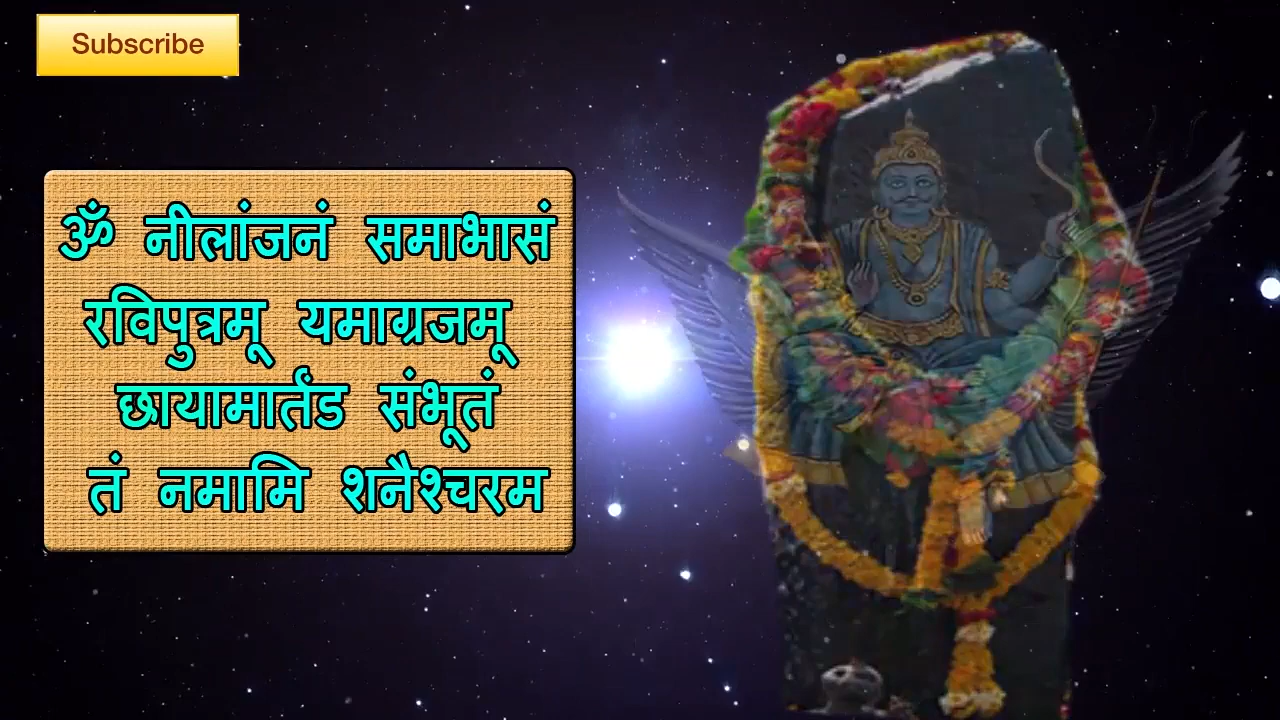 Subscribe
ॐ नीलांजनं समाभासं
रविपुत्रमू यमाग्रजमू
छायामार्तंड संभूतं
तं नमामि शनैश्चरम